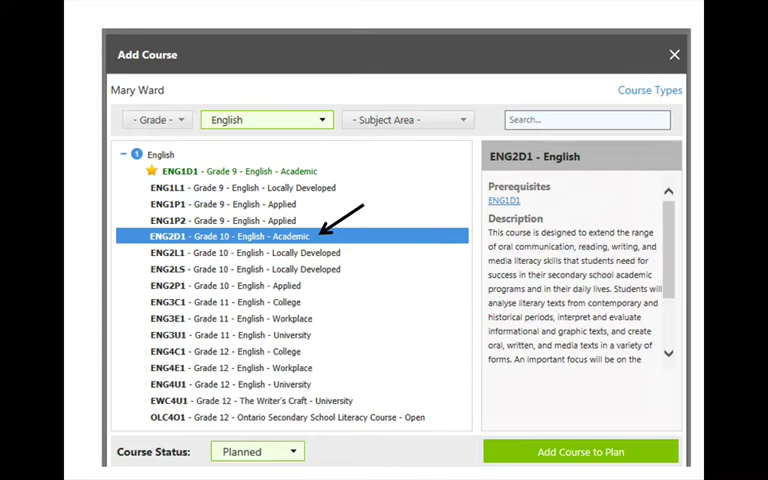 Add Course
Mary Ward
Course Types
- Grade -
English
- Subject Area -
Search...
1 English
ENG1D1 - Grade 9 - English - Academic
ENG1L1 - Grade 9 - English - Locally Developed
ENG1P1 - Grade 9 - English - Applied
ENG1P2 - Grade 9 - English - Applied
ENG2D1 - Grade 10 - English - Academic
ENG2L1 - Grade 10 - English - Locally Developed
ENG2LS - Grade 10 - English - Locally Developed
ENG2P1 - Grade 10 - English - Applied
ENG3C1 - Grade 11 - English - College
ENG3E1 - Grade 11 - English - Workplace
ENG3U1 - Grade 11 - English - University
ENG4C1 - Grade 12 - English - College
ENG4E1 - Grade 12 - English - Workplace
ENG4U1 - Grade 12 - English - University
EWC4U1 - Grade 12 - The Writer's Craft - University
OLC4O1 - Grade 12 - Ontario Secondary School Literacy Course - Open
ENG2D1 - English
Prerequisites
ENG1D1
Description
This course is designed to extend the range
of oral communication, reading, writing, and
media literacy skills that students need for
success in their secondary school academic
programs and in their daily lives. Students will
analyse literary texts from contemporary and
historical periods, interpret and evaluate
informational and graphic texts, and create
oral, written, and media texts in a variety of
forms. An important focus will be on the
Course Status:
Planned
Add Course to Plan